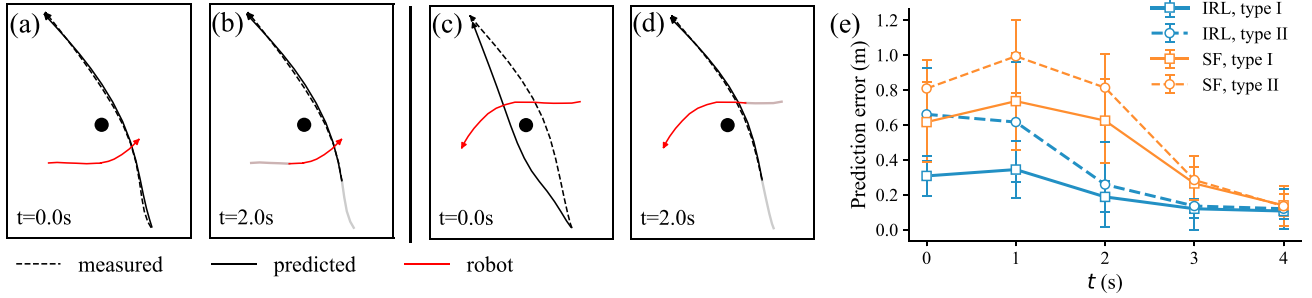 (a)
t=0.0s
(b)
t=2.0s
(c)
t=0.0s
(d)
t=2.0s
measured
predicted
robot
(e)
IRL, type I
IRL, type II
SF, type I
SF, type II
Prediction error (m)
1.2
1.0
0.8
0.6
0.4
0.2
0.0
0 1 2 3 4
t (s)